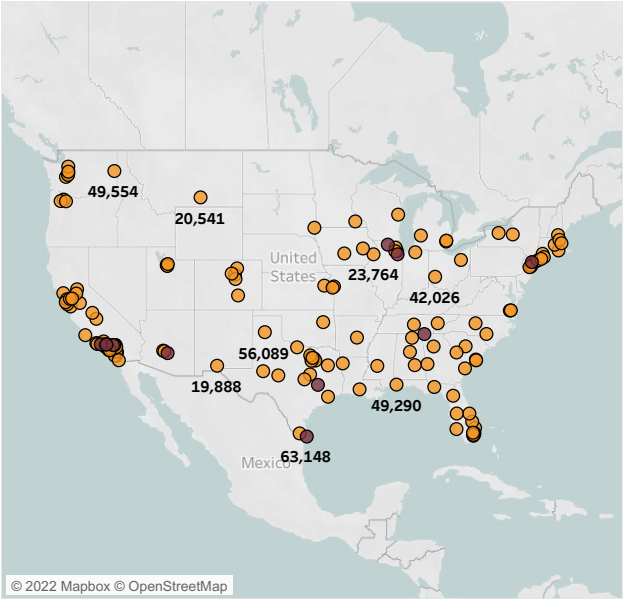 49,554
20,541
United
States
23,764
42,026
56,089
19,888
49,290
63,148
Mexico
© 2022 Mapbox © OpenStreetMap